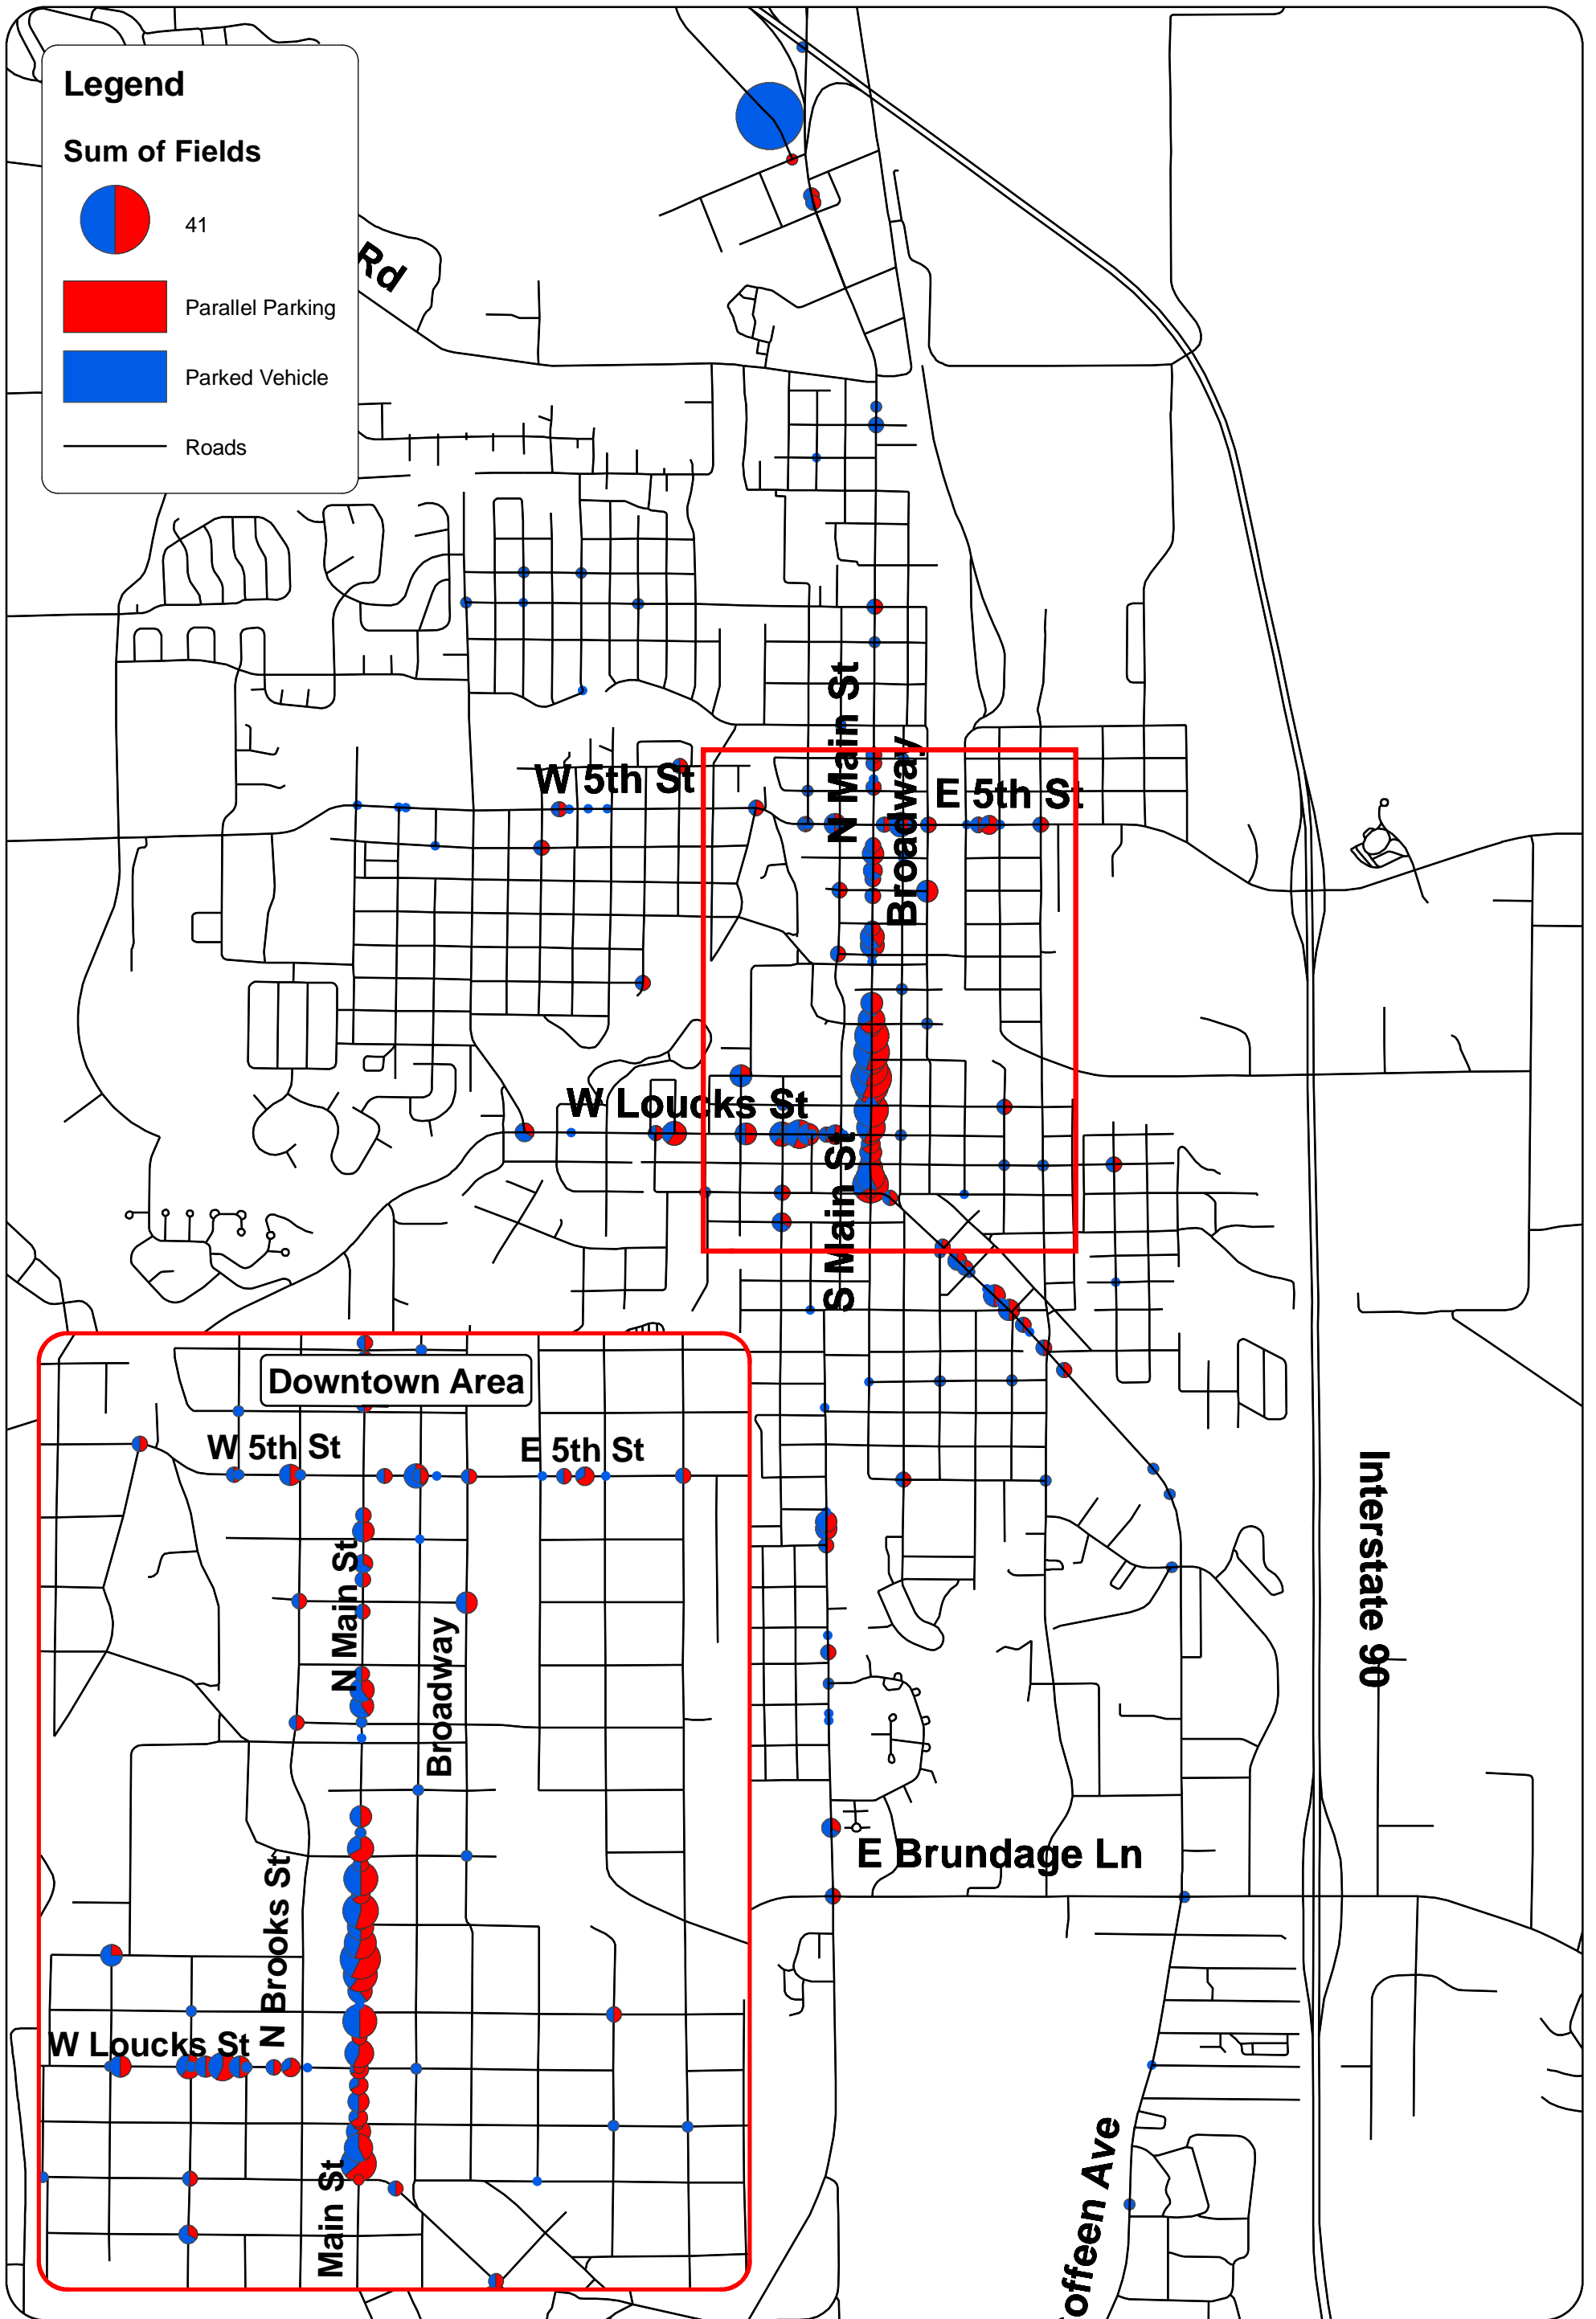 Legend
Sum of Fields
41
Parallel Parking
Parked Vehicle
Roads
Rd
N Main St
Broadway
W 5th St
E 5th St
W Loucks St
S Main St
Interstate 90
E Brundage Ln
offeen Ave
Downtown Area
W 5th St
E 5th St
N Main St
Broadway
N Brooks St
W Loucks St
Main St